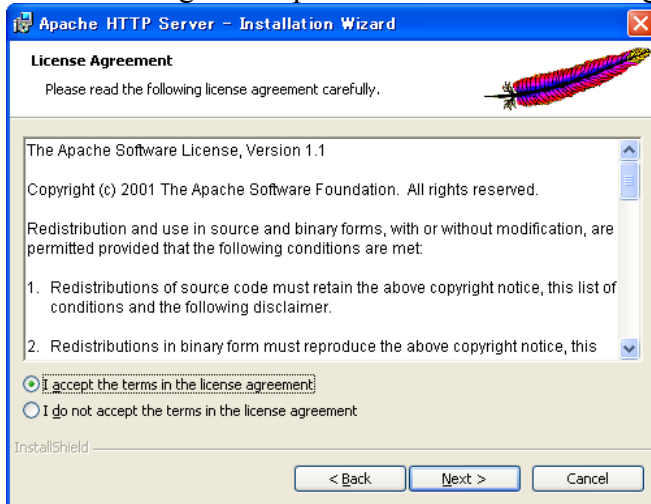 Apache HTTP Server - Installation Wizard
License Agreement
Please read the following license agreement carefully.
The Apache Software License, Version 1.1
Copyright (c) 2001 The Apache Software Foundation.  All rights reserved.
Redistribution and use in source and binary forms, with or without modification, are
permitted provided that the following conditions are met:
1.  Redistributions of source code must retain the above copyright notice, this list of
conditions and the following disclaimer.
2.  Redistributions in binary form must reproduce the above copyright notice, this
I accept the terms in the license agreement
I do not accept the terms in the license agreement
InstallShield
< Back
Next >
Cancel